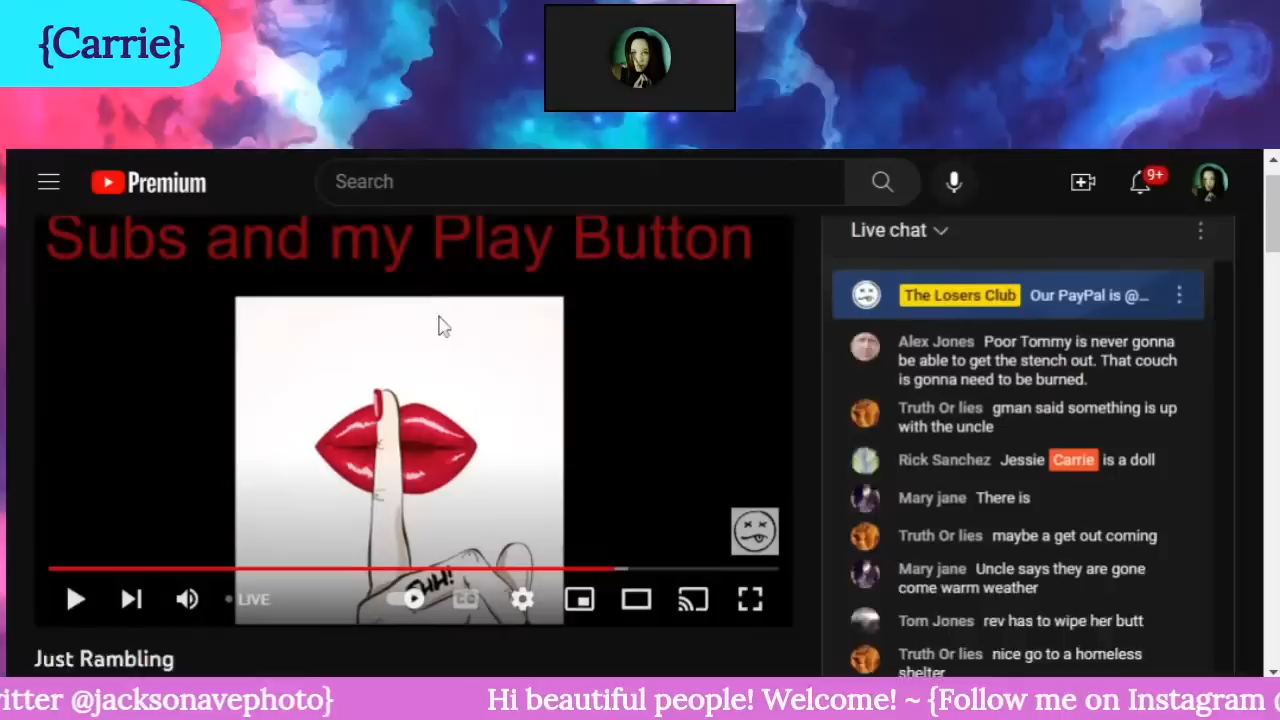 {Carrie}
Premium
Search
9+
Subs and my Play Button
Live chat
The Losers Club Our PayPal is @...
Alex Jones Poor Tommy is never gonna
be able to get the stench out. That couch
is gonna need to be burned.
Truth Or lies gman said something is up
with the uncle
Rick Sanchez Jessie Carrie is a doll
Mary jane There is
Truth Or lies maybe a get out coming
Mary jane Uncle says they are gone
come warm weather
Tom Jones rev has to wipe her butt
Truth Or lies nice go to a homeless
shelter
SHH!
LIVE
CC
Just Rambling
witter @jacksonavephoto} Hi beautiful people! Welcome! ~ {Follow me on Instagram